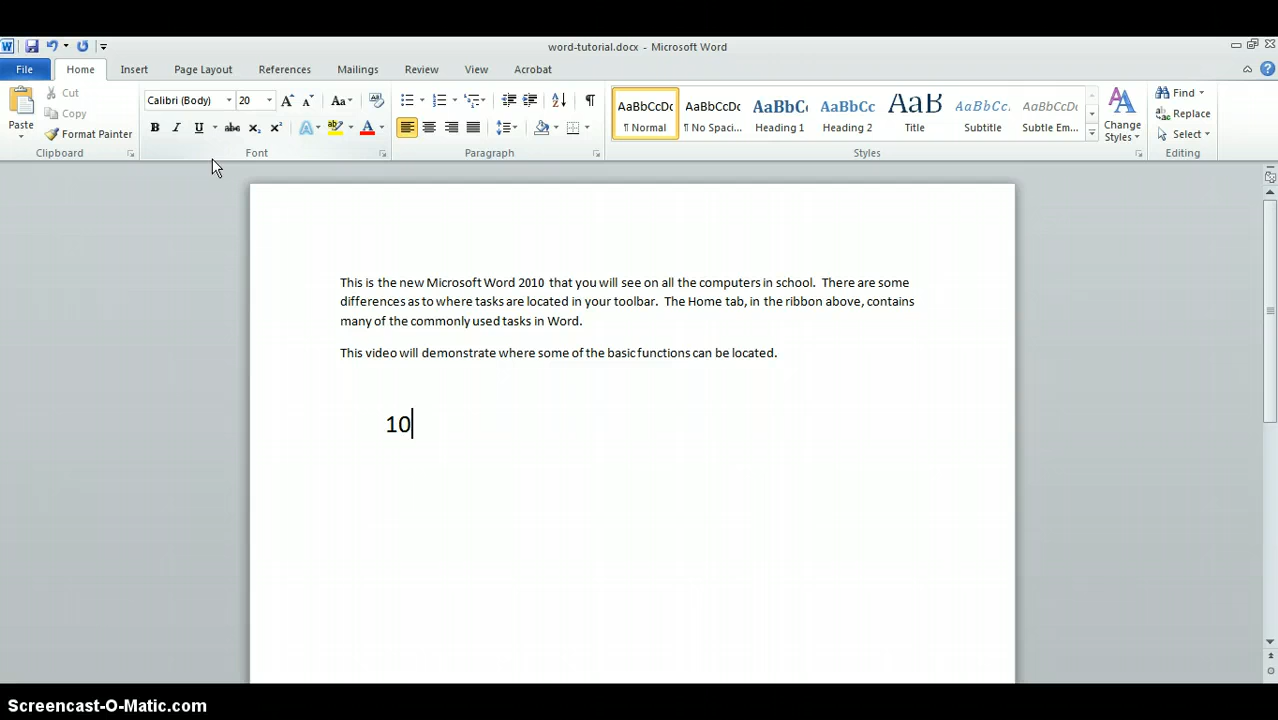 word-tutorial.docx - Microsoft Word
File Home Insert Page Layout References Mailings Review View Acrobat
Paste
Cut
Copy
Format Painter
Clipboard
Calibri (Body) 20
Font
Paragraph
AaBbCcDc AaBbCcDc AaBbCc AaBbCc AaB AaBbCc. AaBbCcDc
¶ Normal ¶ No Spaci... Heading 1 Heading 2 Title Subtitle Subtle Em...
Styles
Change
Styles
Find
Replace
Select
Editing
This is the new Microsoft Word 2010 that you will see on all the computers in school. There are some
differences as to where tasks are located in your toolbar. The Home tab, in the ribbon above, contains
many of the commonly used tasks in Word.
This video will demonstrate where some of the basic functions can be located.
10
Screencast-O-Matic.com